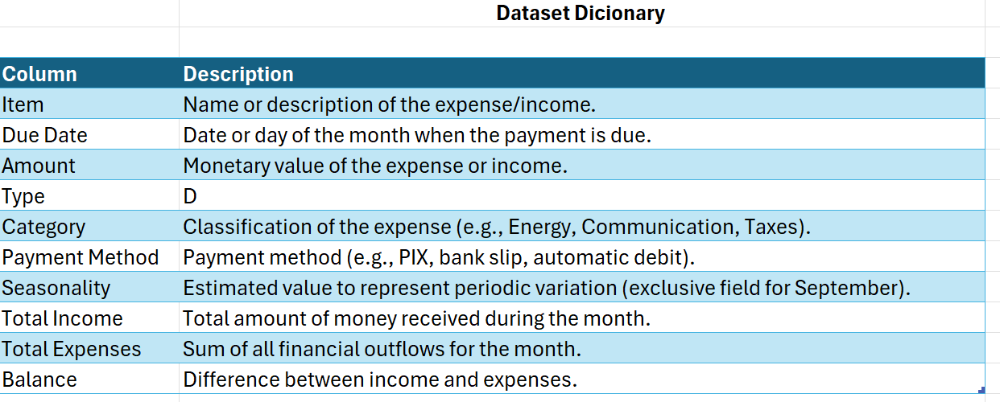 Dataset Dicionary
Column Description
Item Name or description of the expense/income.
Due Date Date or day of the month when the payment is due.
Amount Monetary value of the expense or income.
Type D
Category Classification of the expense (e.g., Energy, Communication, Taxes).
Payment Method Payment method (e.g., PIX, bank slip, automatic debit).
Seasonality Estimated value to represent periodic variation (exclusive field for September).
Total Income Total amount of money received during the month.
Total Expenses Sum of all financial outflows for the month.
Balance Difference between income and expenses.